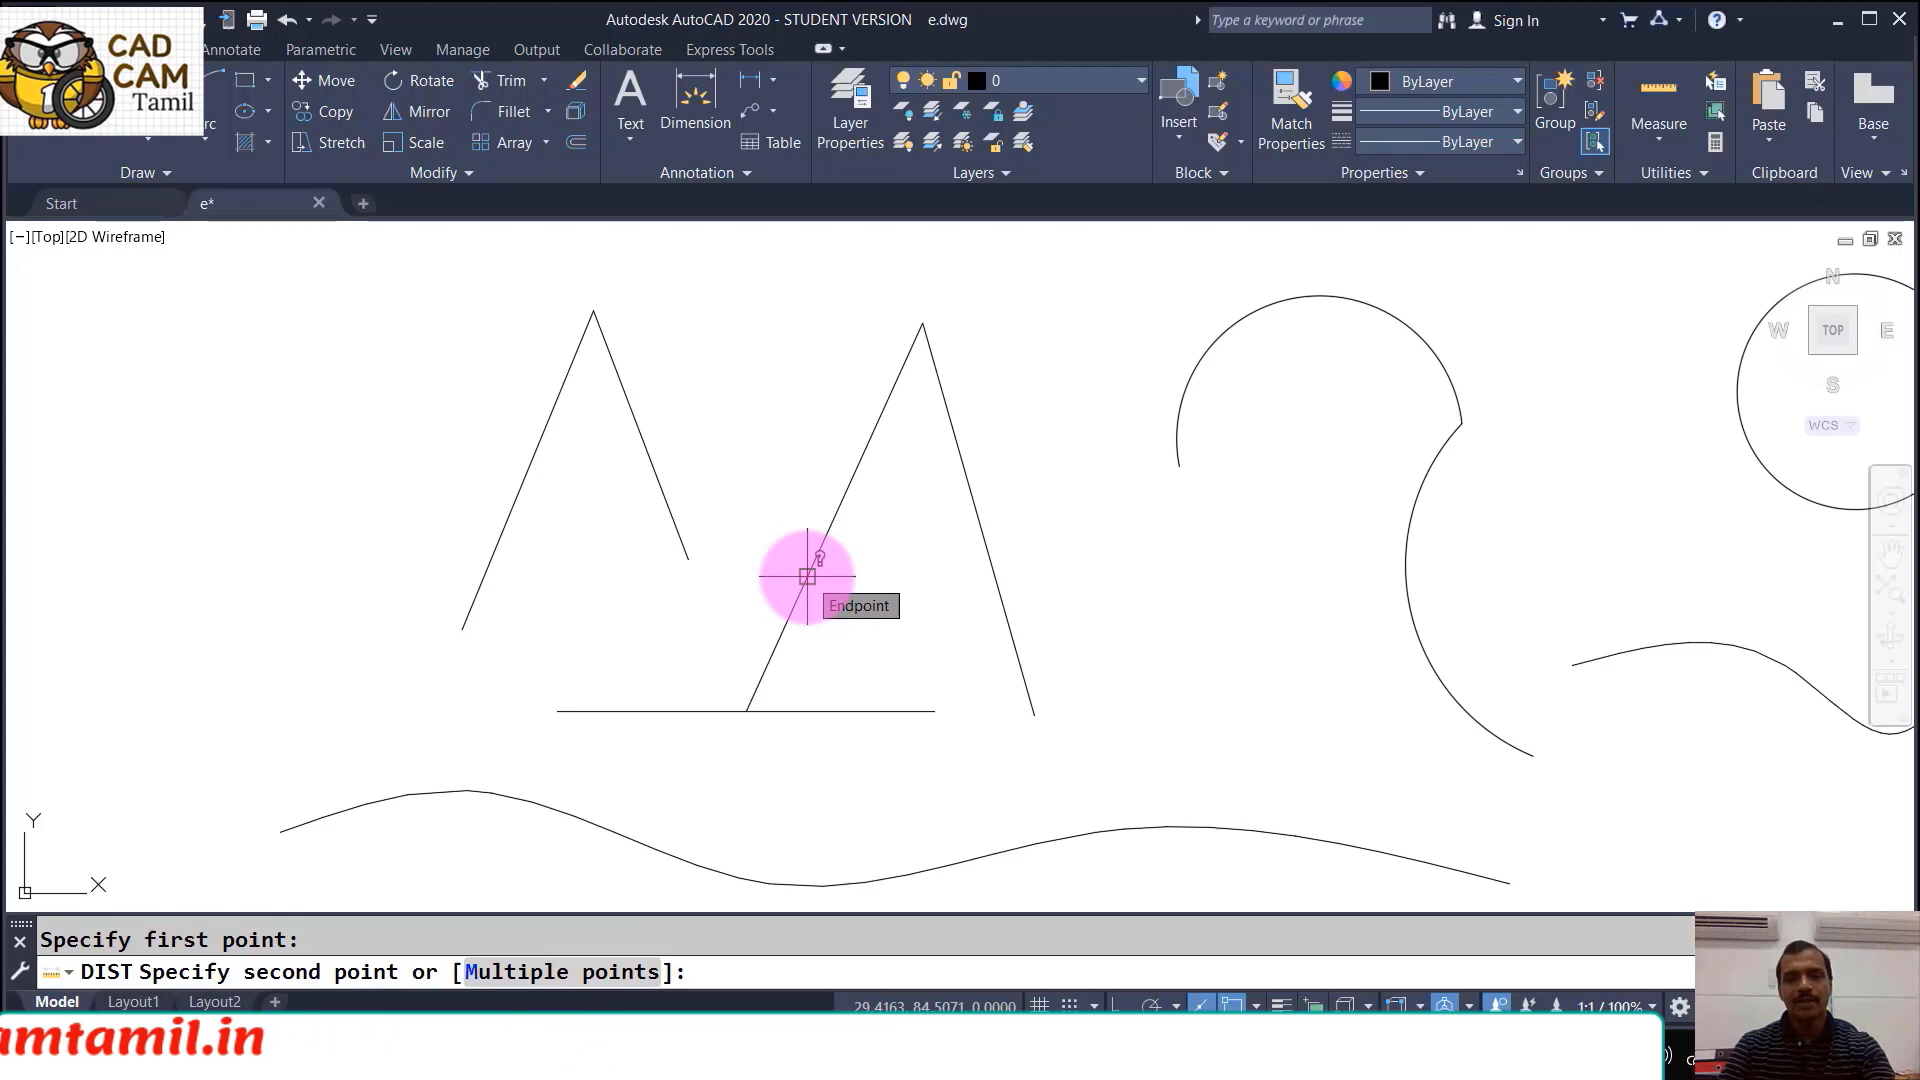 CAD
CAM
Tamil
Autodesk AutoCAD 2020 - STUDENT VERSION e.dwg
Type a keyword or phrase
Sign In
Annotate Parametric View Manage Output Collaborate Express Tools
Move Rotate Trim
Copy Mirror Fillet
Stretch Scale Array
Text Dimension Table
Layer Properties
0
Insert
Match Properties
ByLayer
ByLayer
ByLayer
Group
Measure
Paste
Base
Draw Modify Annotation Layers Block Properties Groups Utilities Clipboard View
Start e*
[−][Top][2D Wireframe]
N
W TOP E
S
WCS
Endpoint
Y
X
Specify first point:
DIST Specify second point or [Multiple points]:
Model Layout1 Layout2
29.4163, 84.5071, 0.0000
1:1 / 100%
amtamil.in